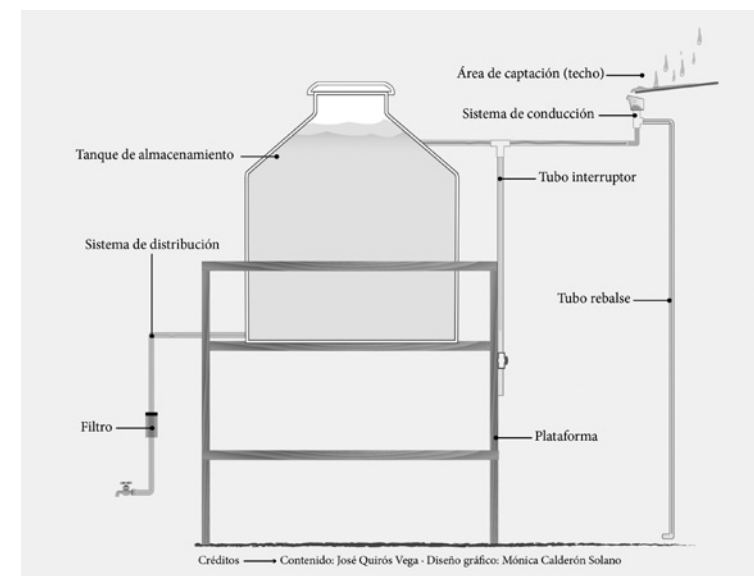 Área de captación (techo)
Sistema de conducción
Tanque de almacenamiento
Tubo interruptor
Sistema de distribución
Tubo rebalse
Filtro
Plataforma
Créditos Contenido: José Quirós Vega - Diseño gráfico: Mónica Calderón Solano